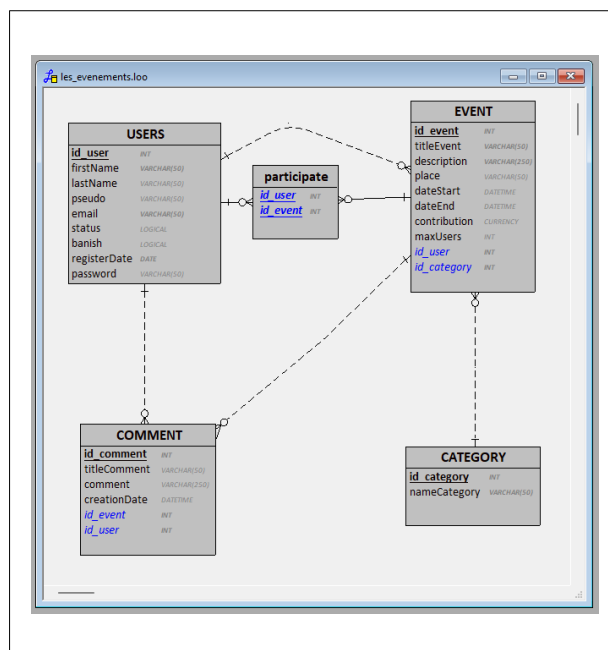 les_evenements.loo
USERS
id_user INT
firstName VARCHAR(50)
lastName VARCHAR(50)
pseudo VARCHAR(50)
email VARCHAR(50)
status LOGICAL
banish LOGICAL
registerDate DATE
password VARCHAR(50)
participate
id_user INT
id_event INT
EVENT
id_event INT
titleEvent VARCHAR(50)
description VARCHAR(250)
place VARCHAR(50)
dateStart DATETIME
dateEnd DATETIME
contribution CURRENCY
maxUsers INT
id_user INT
id_category INT
COMMENT
id_comment INT
titleComment VARCHAR(50)
comment VARCHAR(250)
creationDate DATETIME
id_event INT
id_user INT
CATEGORY
id_category INT
nameCategory VARCHAR(50)